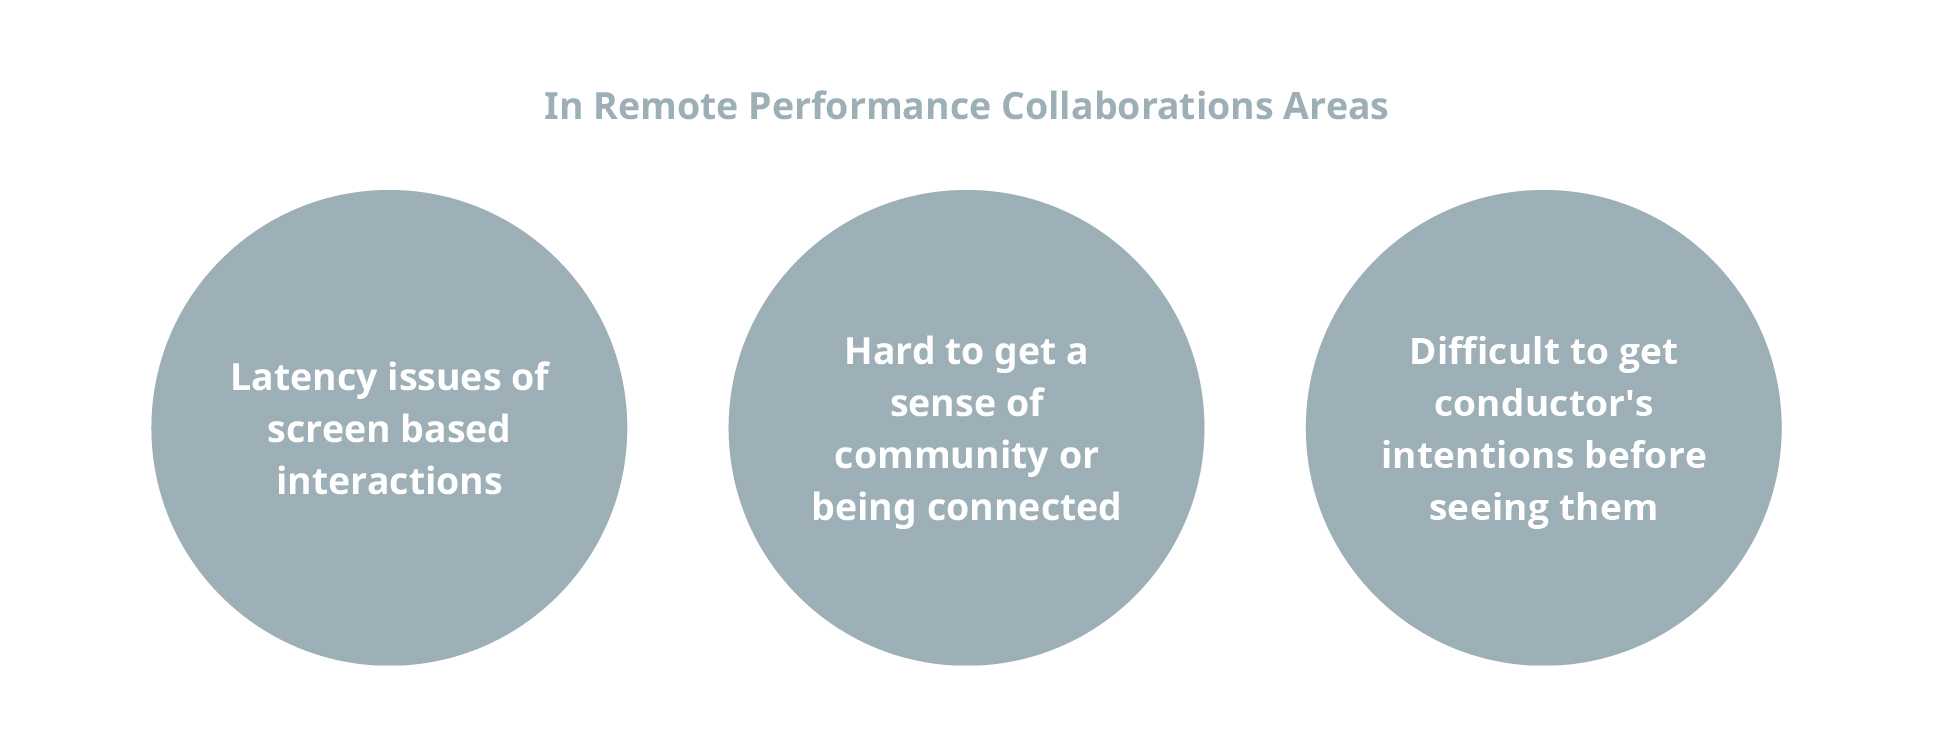 In Remote Performance Collaborations Areas
Latency issues of
screen based
interactions
Hard to get a
sense of
community or
being connected
Difficult to get
conductor's
intentions before
seeing them